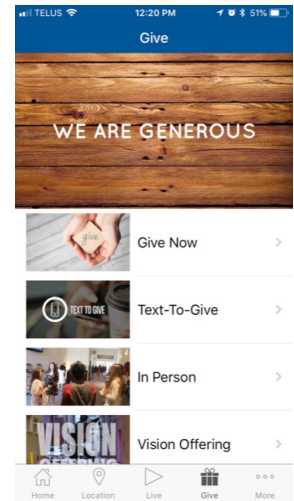 TELUS 12:20 PM 51%
Give
WE ARE GENEROUS
give
Give Now
TEXT TO GIVE
Text-To-Give
In Person
VISION
OFFERING
Vision Offering
Home Location Live Give More